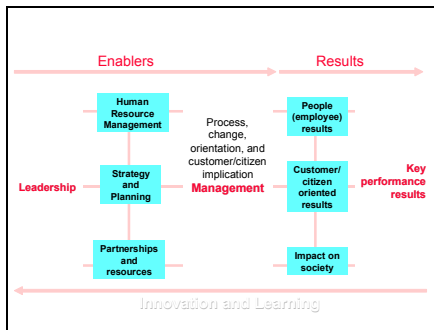 Enablers
Results
Human
Resource
Management
Process,
change,
orientation, and
customer/citizen
implication
Management
People
(employee)
results
Leadership
Strategy
and
Planning
Customer/
citizen
oriented
results
Key
performance
results
Partnerships
and
resources
Impact on
society
Innovation and Learning